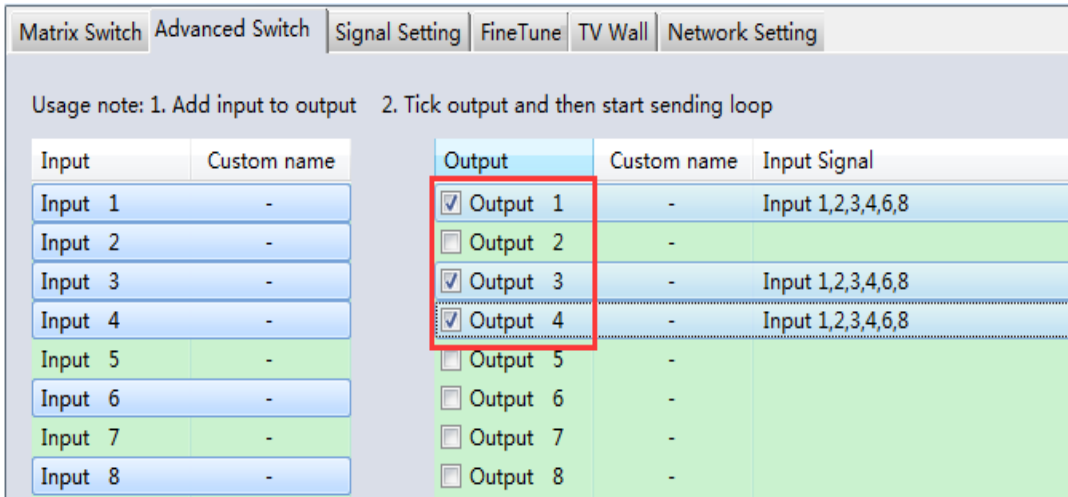 Matrix Switch Advanced Switch Signal Setting FineTune TV Wall Network Setting
Usage note: 1. Add input to output 2. Tick output and then start sending loop
Input Custom name Output Custom name Input Signal
Input 1 - Output 1 - Input 1,2,3,4,6,8
Input 2 - Output 2 -
Input 3 - Output 3 - Input 1,2,3,4,6,8
Input 4 - Output 4 - Input 1,2,3,4,6,8
Input 5 - Output 5 -
Input 6 - Output 6 -
Input 7 - Output 7 -
Input 8 - Output 8 -